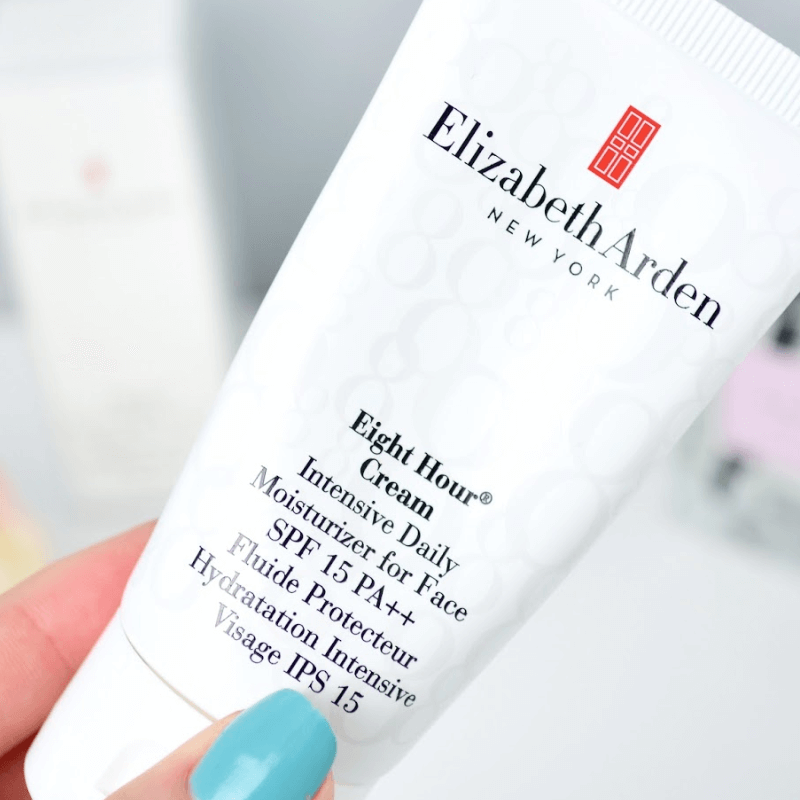 Elizabeth Arden
NEW YORK
Eight Hour®
Cream
Intensive Daily
Moisturizer for Face
SPF 15 PA++
Fluide Protecteur
Hydratation Intensive
Visage IPS 15